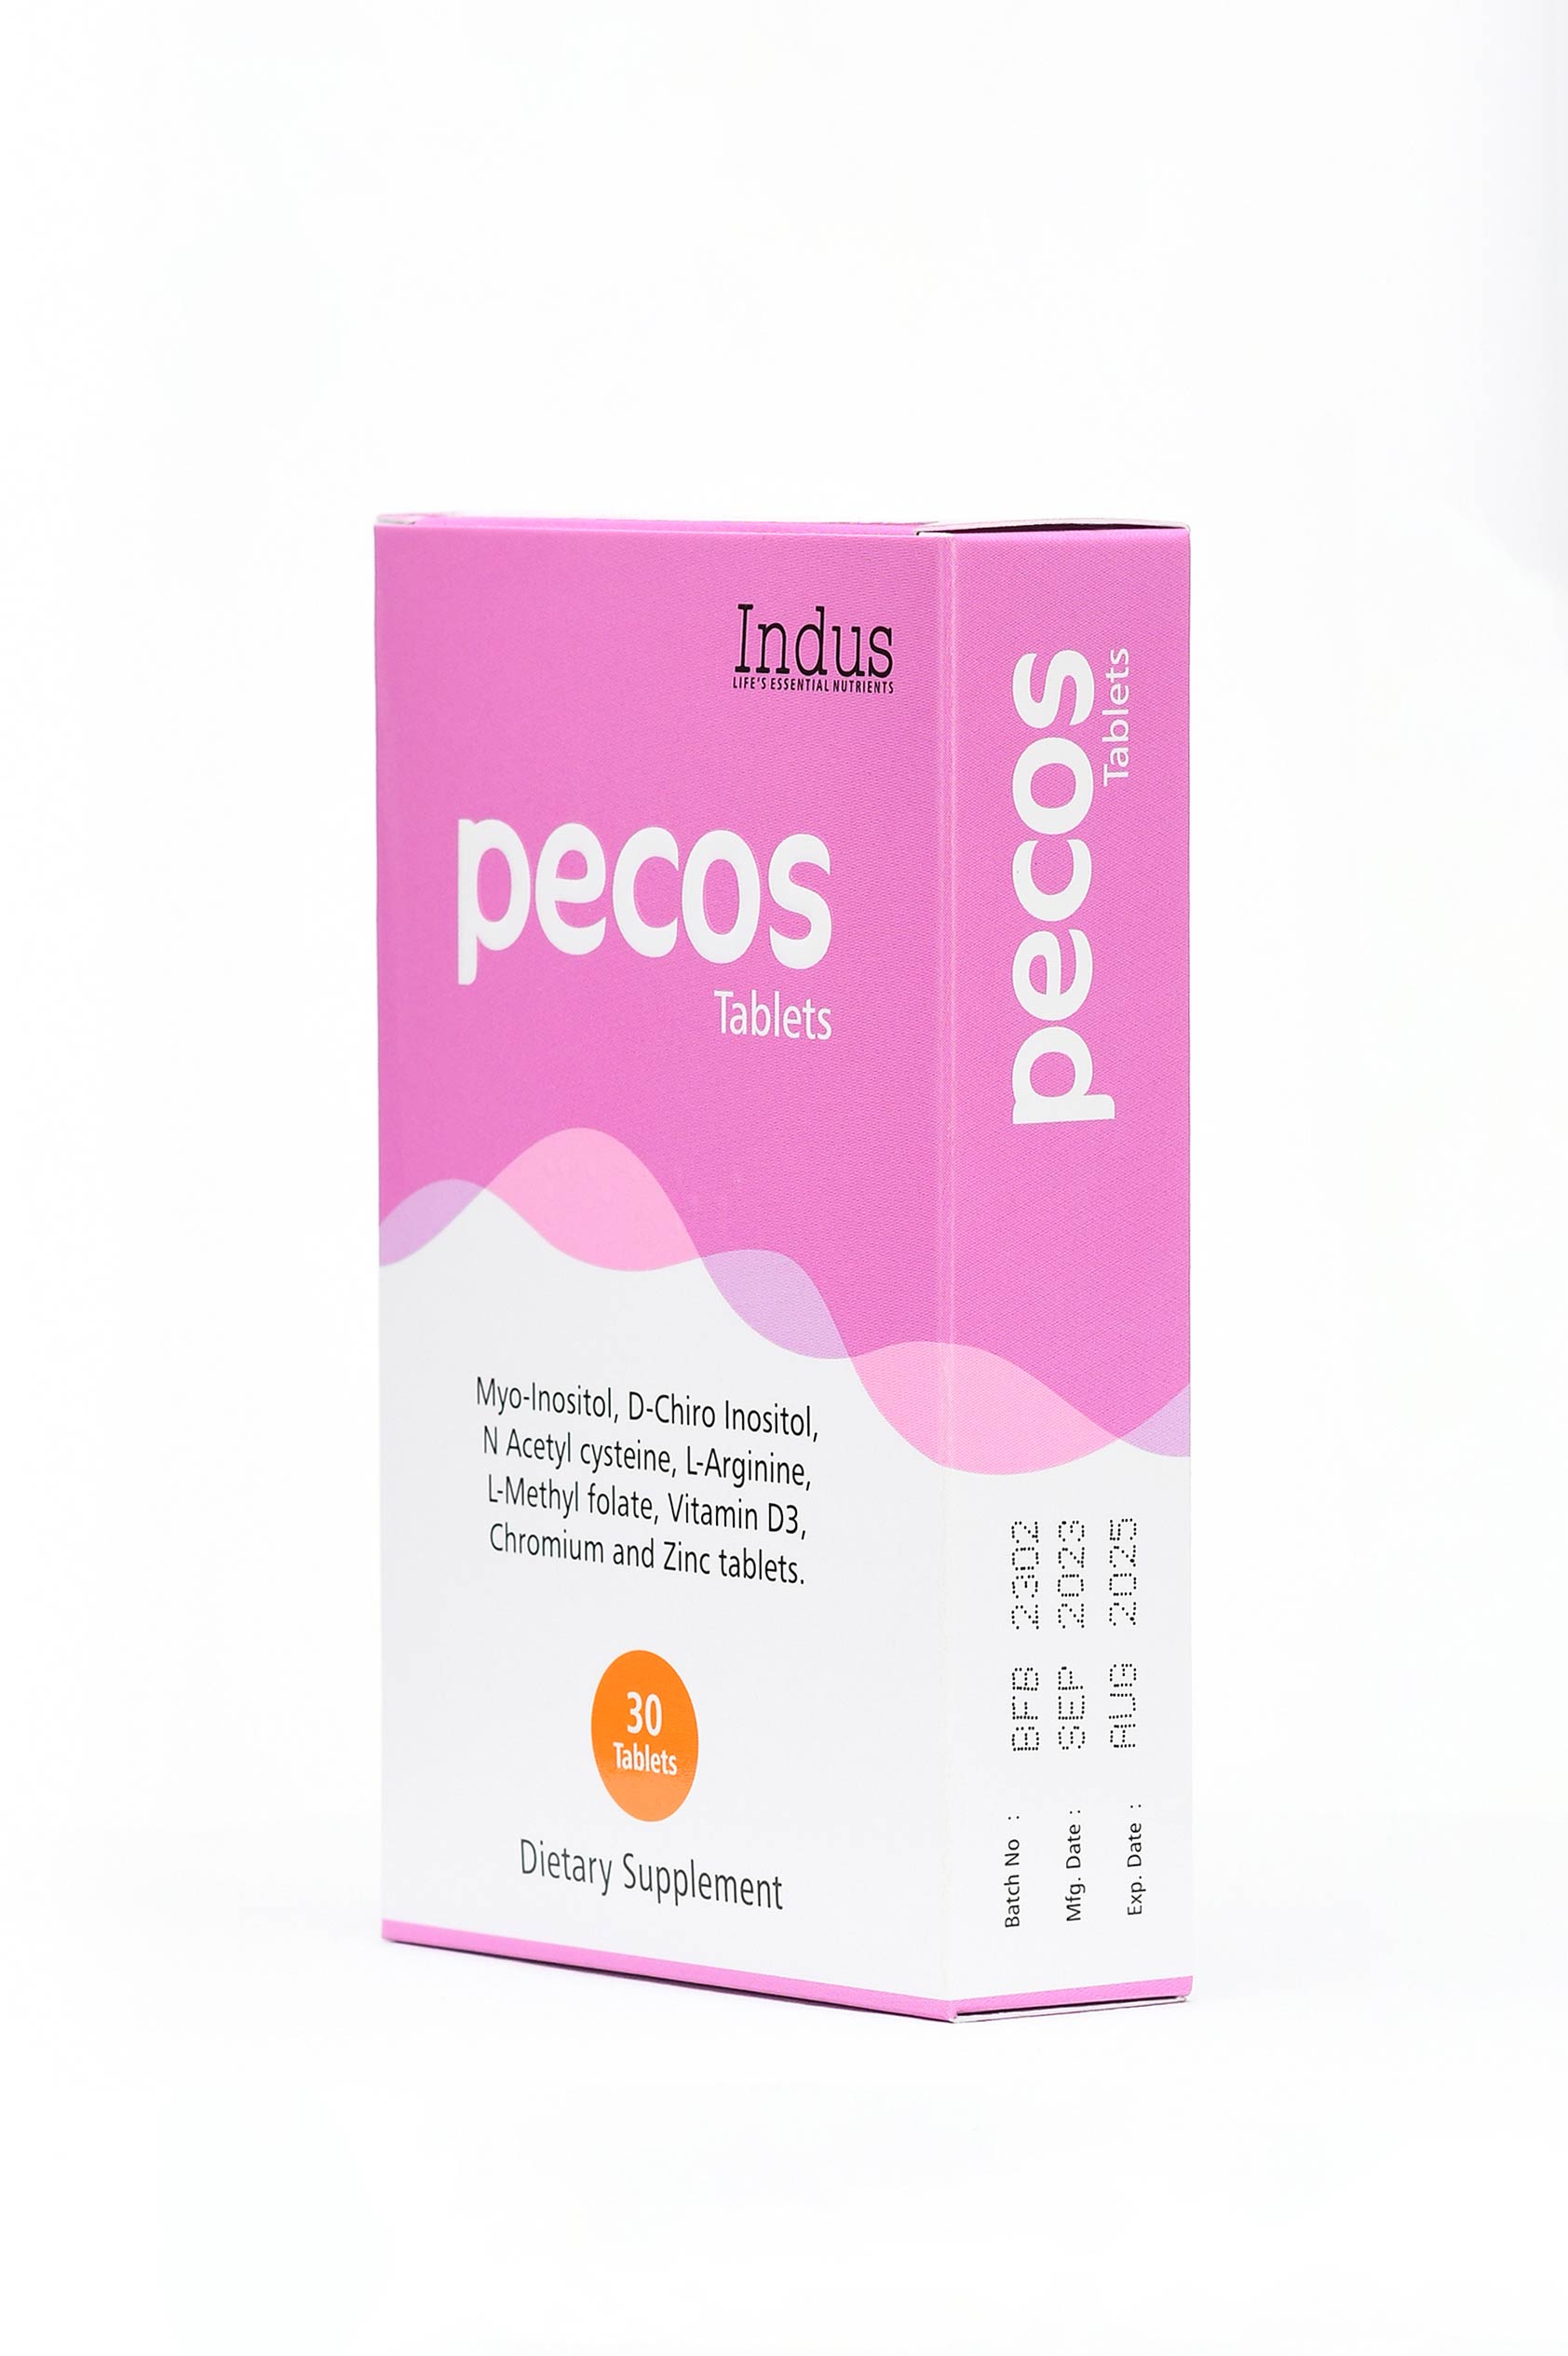 Indus
LIFE'S ESSENTIAL NUTRIENTS
pecos
Tablets
Myo-Inositol, D-Chiro Inositol,
N Acetyl cysteine, L-Arginine,
L-Methyl folate, Vitamin D3,
Chromium and Zinc tablets.
30
Tablets
Dietary Supplement
pecos
Tablets
Batch No : BFB 2302
Mfg. Date : SEP 2023
Exp. Date : AUG 2025